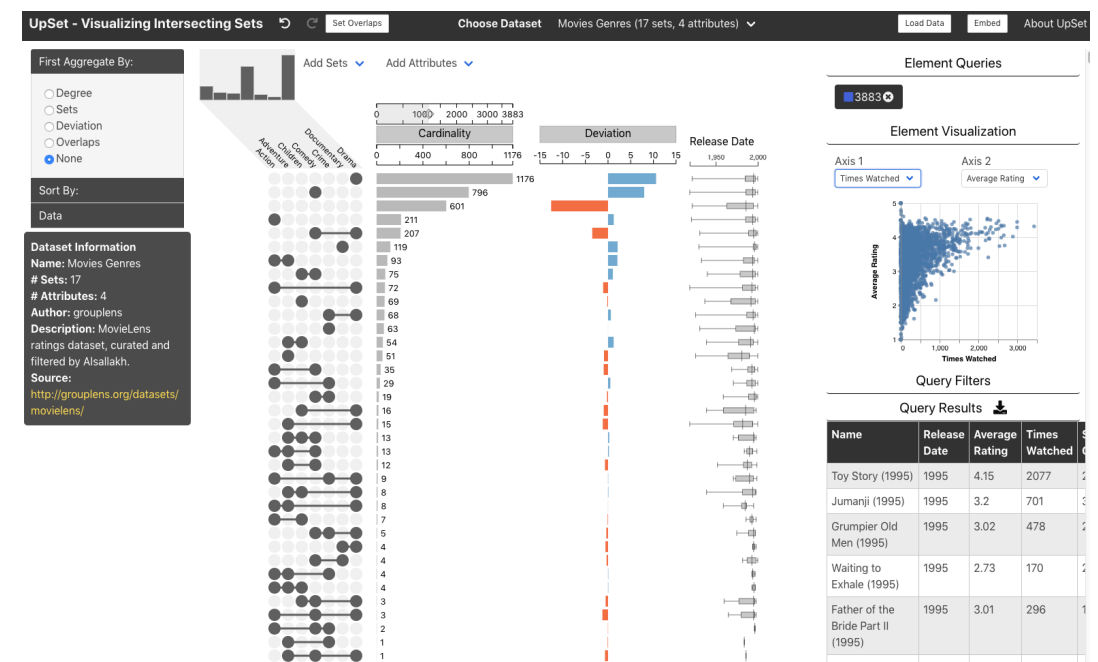 UpSet - Visualizing Intersecting Sets
Set Overlaps
Choose Dataset
Movies Genres (17 sets, 4 attributes)
Load Data
Embed
About UpSet
First Aggregate By:
Degree
Sets
Deviation
Overlaps
None
Sort By:
Data
Dataset Information
Name: Movies Genres
# Sets: 17
# Attributes: 4
Author: grouplens
Description: MovieLens
ratings dataset, curated and
filtered by Alsallakh.
Source:
http://grouplens.org/datasets/
movielens/
Add Sets
Add Attributes
Action
Adventure
Children
Comedy
Crime
Documentary
Drama
0 1000 2000 3000 3883
Cardinality
0 400 800 1176
Deviation
-15 -10 -5 0 5 10 15
Release Date
1,950 2,000
1176
796
601
211
207
119
93
75
72
69
68
63
54
51
35
29
19
16
15
13
13
12
9
8
8
7
5
4
4
4
4
3
3
2
1
1
Element Queries
3883
Element Visualization
Axis 1
Axis 2
Times Watched
Average Rating
5
4
3
2
1
Average Rating
0 1,000 2,000 3,000
Times Watched
Query Filters
Query Results
Name Release Date Average Rating Times Watched
Toy Story (1995) 1995 4.15 2077
Jumanji (1995) 1995 3.2 701
Grumpier Old Men (1995) 1995 3.02 478
Waiting to Exhale (1995) 1995 2.73 170
Father of the Bride Part II (1995) 1995 3.01 296